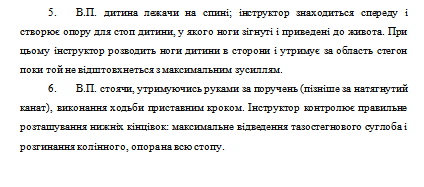 5. В.П. дитина лежачи на спині; інструктор знаходиться спереду і
створює опору для стоп дитини, у якого ноги зігнуті і приведені до живота. При
цьому інструктор розводить ноги дитини в сторони і утримує за область стегон
поки той не відштовхнеться з максимальним зусиллям.
6. В.П. стоячи, утримуючись руками за поручень (пізніше за натягнутий
канат), виконання ходьби приставним кроком. Інструктор контролює правильне
розташування нижніх кінцівок: максимальне відведення тазостегнового суглоба і
розгинання колінного, опора на всю стопу.